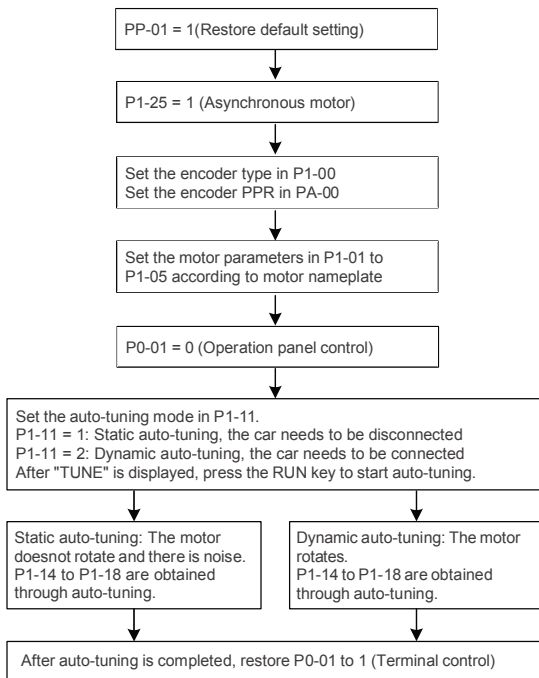 PP-01 = 1(Restore default setting)
P1-25 = 1 (Asynchronous motor)
Set the encoder type in P1-00
Set the encoder PPR in PA-00
Set the motor parameters in P1-01 to
P1-05 according to motor nameplate
P0-01 = 0 (Operation panel control)
Set the auto-tuning mode in P1-11.
P1-11 = 1: Static auto-tuning, the car needs to be disconnected
P1-11 = 2: Dynamic auto-tuning, the car needs to be connected
After "TUNE" is displayed, press the RUN key to start auto-tuning.
Static auto-tuning: The motor
doesnot rotate and there is noise.
P1-14 to P1-18 are obtained
through auto-tuning.
Dynamic auto-tuning: The motor
rotates.
P1-14 to P1-18 are obtained
through auto-tuning.
After auto-tuning is completed, restore P0-01 to 1 (Terminal control)